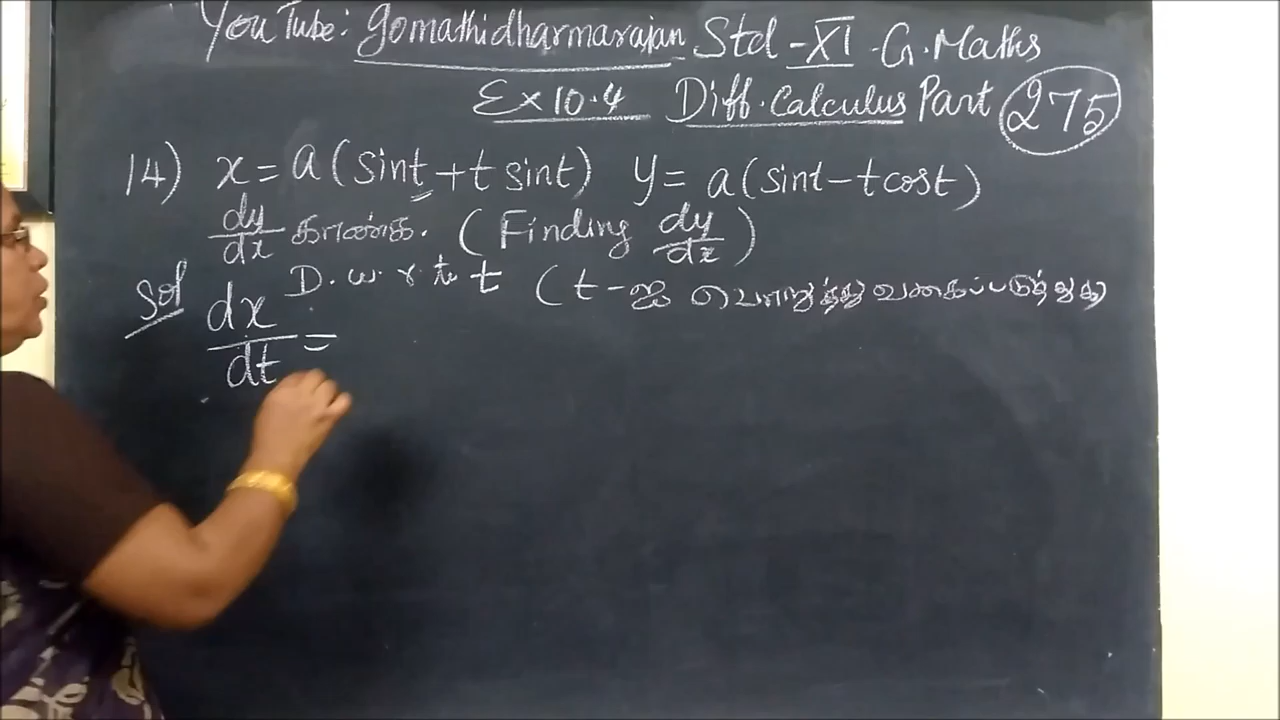 YouTube: gomathidharmarajan Std - XI . G. Maths
Ex 10.4 Diff. Calculus Part 275
14) x = a (sint + t sint) y = a (sint - t cost)
dy/dx காண்க. (Finding dy/dx)
Sol D. w. r. to t (t - ஐ பொறுத்து வகைப்படுத்துக
dx/dt =